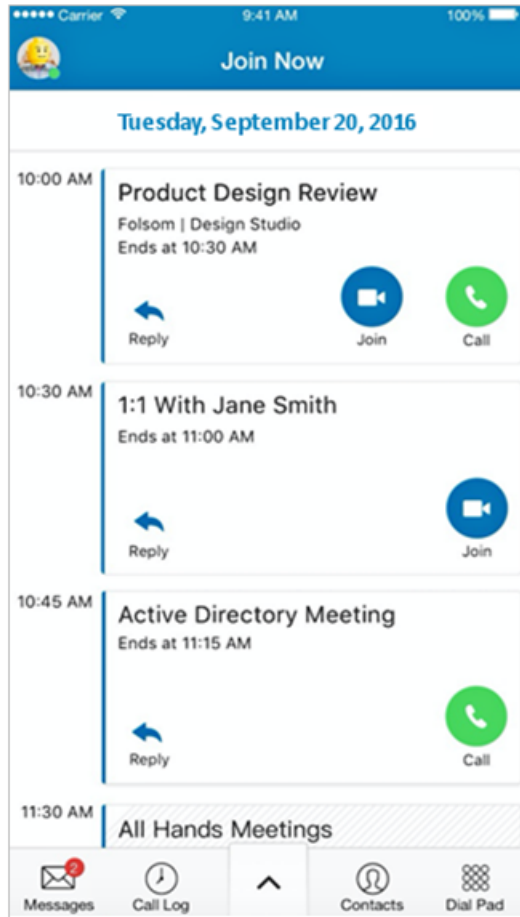 Carrier 9:41 AM 100%
Join Now
Tuesday, September 20, 2016
10:00 AM
Product Design Review
Folsom | Design Studio
Ends at 10:30 AM
Reply Join Call
10:30 AM
1:1 With Jane Smith
Ends at 11:00 AM
Reply Join
10:45 AM
Active Directory Meeting
Ends at 11:15 AM
Reply Call
11:30 AM
All Hands Meetings
2
Messages Call Log Contacts Dial Pad